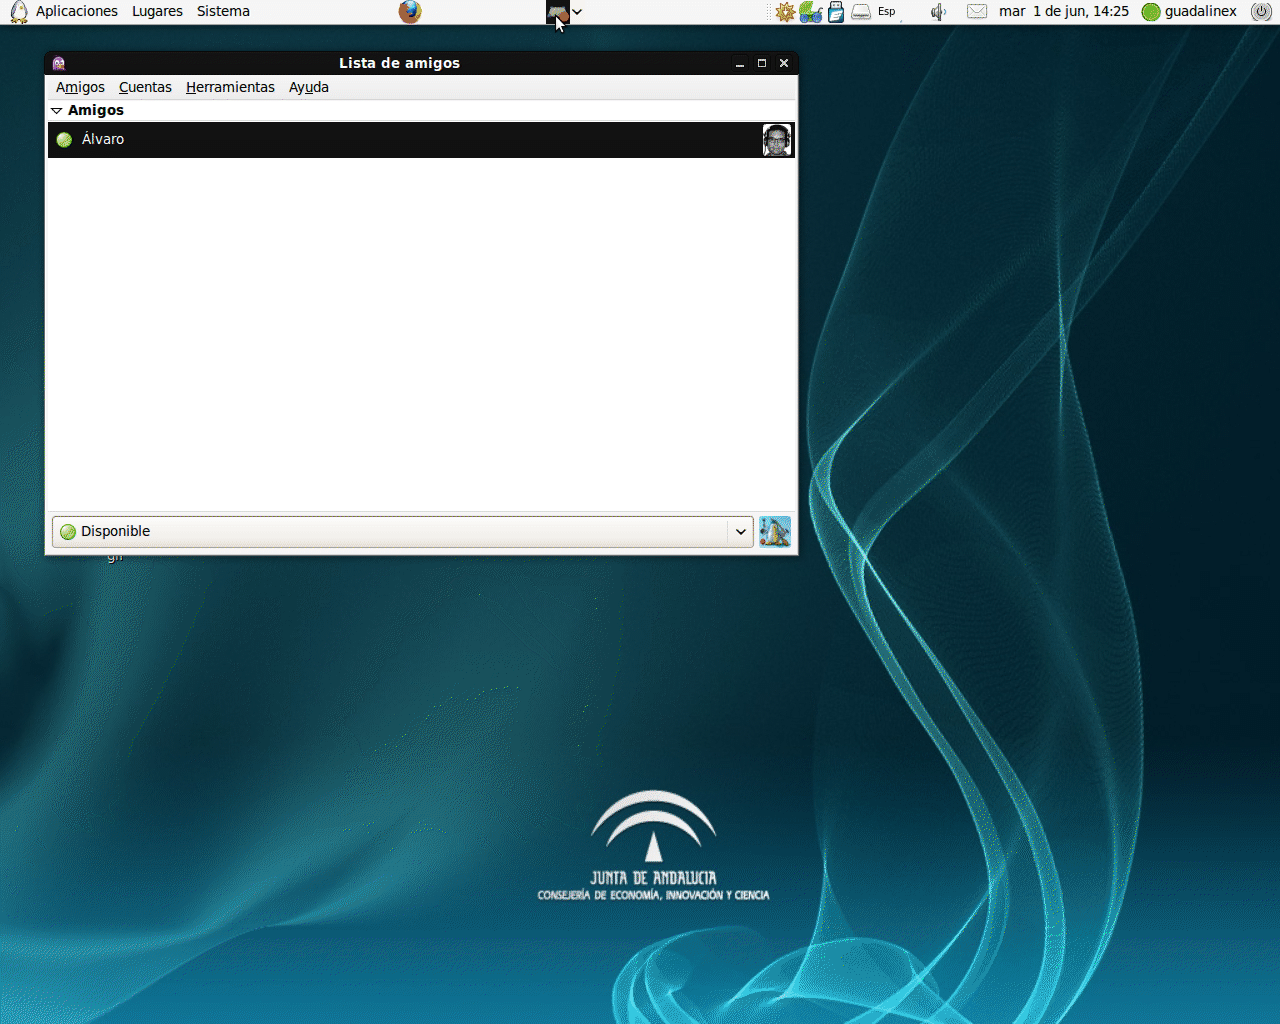 Aplicaciones Lugares Sistema Esp mar 1 de jun, 14:25 guadalinex
Lista de amigos
Amigos Cuentas Herramientas Ayuda
Amigos
Álvaro
Disponible
JUNTA DE ANDALUCIA
CONSEJERÍA DE ECONOMÍA, INNOVACIÓN Y CIENCIA